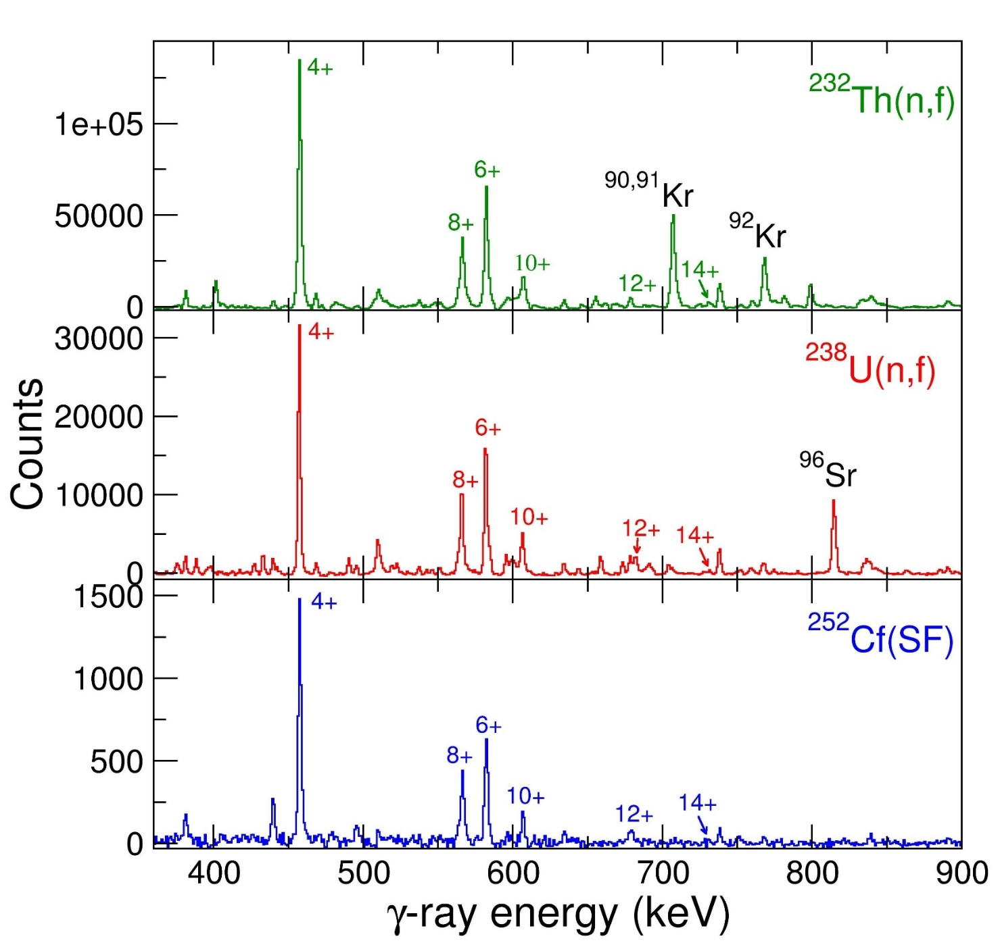 4+
²³²Th(n,f)
1e+05
6+
⁹⁰,⁹¹Kr
50000
8+
⁹²Kr
10+
12+
14+
0
30000
4+
²³⁸U(n,f)
Counts
20000
6+
⁹⁶Sr
10000
8+
10+
12+
14+
0
1500
4+
²⁵²Cf(SF)
1000
6+
500
8+
10+
12+
14+
0
400 500 600 700 800 900
γ-ray energy (keV)